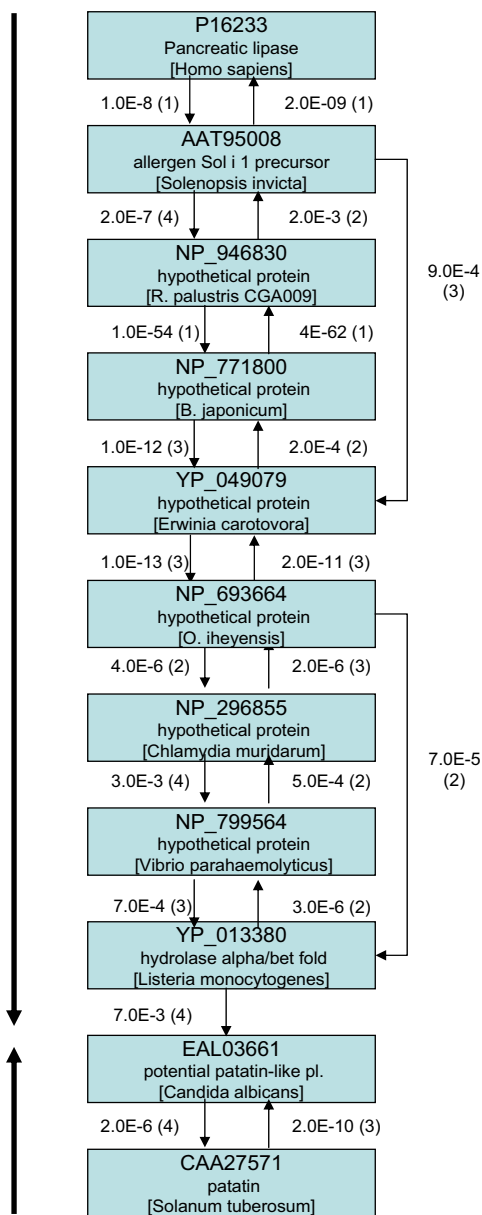 P16233
Pancreatic lipase
[Homo sapiens]
1.0E-8 (1)
2.0E-09 (1)
AAT95008
allergen Sol i 1 precursor
[Solenopsis invicta]
2.0E-7 (4)
2.0E-3 (2)
9.0E-4
(3)
NP_946830
hypothetical protein
[R. palustris CGA009]
1.0E-54 (1)
4E-62 (1)
NP_771800
hypothetical protein
[B. japonicum]
1.0E-12 (3)
2.0E-4 (2)
YP_049079
hypothetical protein
[Erwinia carotovora]
1.0E-13 (3)
2.0E-11 (3)
NP_693664
hypothetical protein
[O. iheyensis]
4.0E-6 (2)
2.0E-6 (3)
NP_296855
hypothetical protein
[Chlamydia muridarum]
3.0E-3 (4)
5.0E-4 (2)
7.0E-5
(2)
NP_799564
hypothetical protein
[Vibrio parahaemolyticus]
7.0E-4 (3)
3.0E-6 (2)
YP_013380
hydrolase alpha/bet fold
[Listeria monocytogenes]
7.0E-3 (4)
EAL03661
potential patatin-like pl.
[Candida albicans]
2.0E-6 (4)
2.0E-10 (3)
CAA27571
patatin
[Solanum tuberosum]